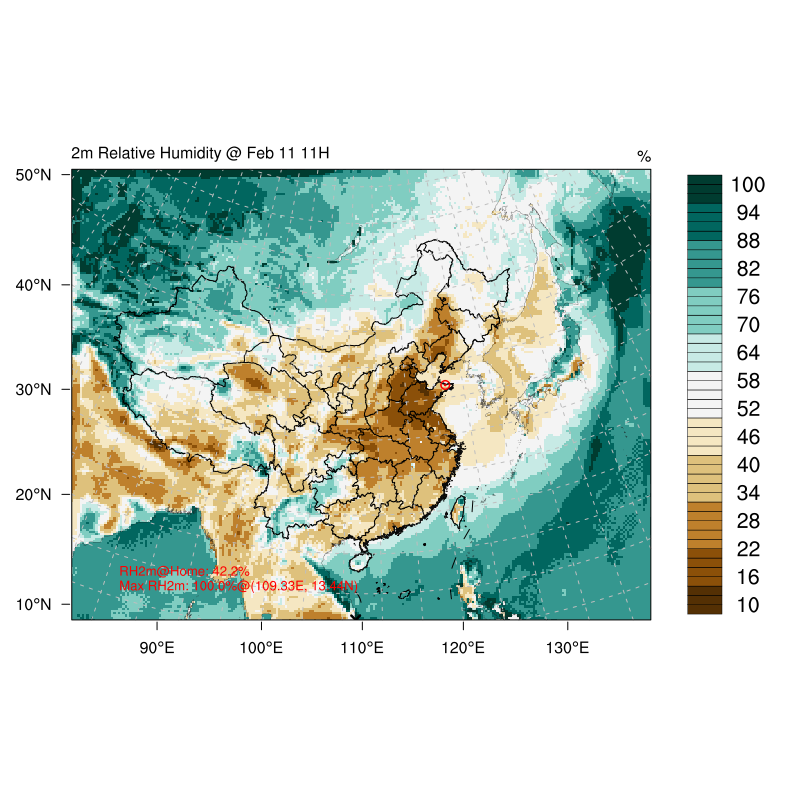 2m Relative Humidity @ Feb 11 11H
%
50°N
40°N
30°N
20°N
10°N
90°E
100°E
110°E
120°E
130°E
100
94
88
82
76
70
64
58
52
46
40
34
28
22
16
10
RH2m@Home: 42.2%
Max RH2m: 100.0%@(109.33E,